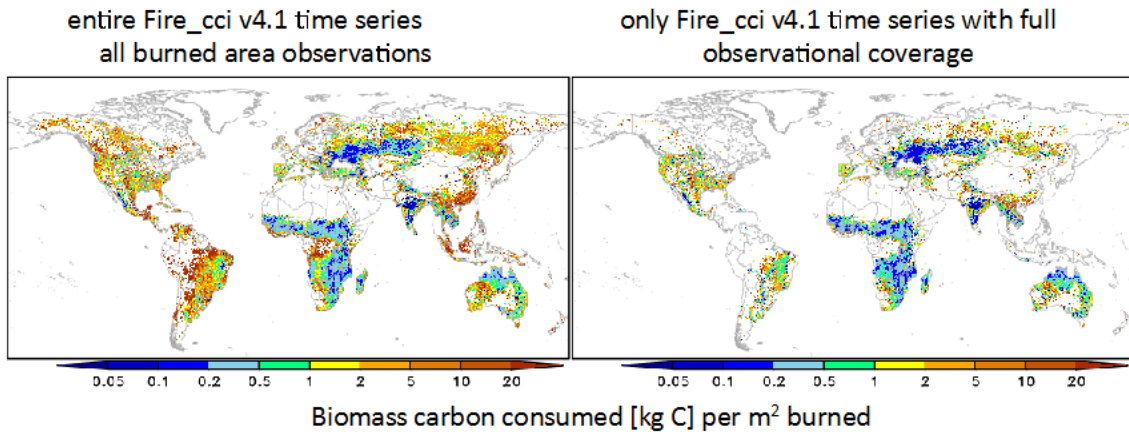 entire Fire_cci v4.1 time series
all burned area observations
only Fire_cci v4.1 time series with full
observational coverage
0.05 0.1 0.2 0.5 1 2 5 10 20
0.05 0.1 0.2 0.5 1 2 5 10 20
Biomass carbon consumed [kg C] per m² burned